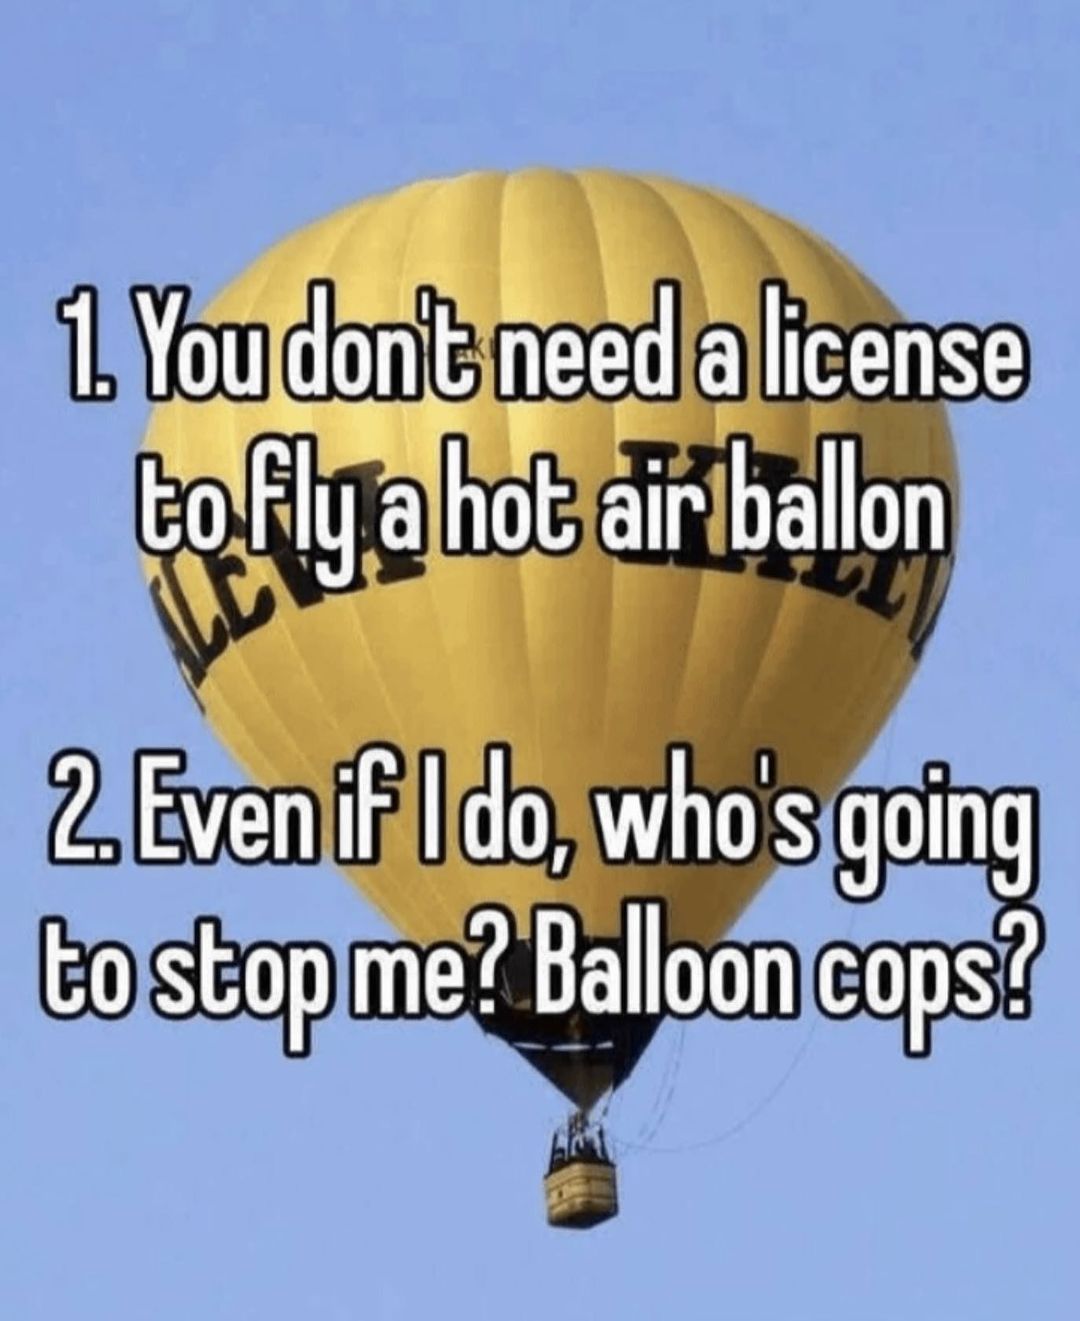 1. You don't need a license
to fly a hot air ballon
2. Even if I do, who's going
to stop me? Balloon cops?